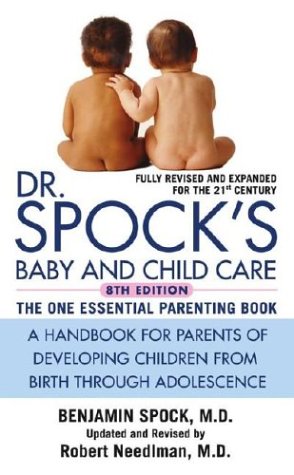 FULLY REVISED AND EXPANDED
FOR THE 21st CENTURY
DR.
SPOCK'S
BABY AND CHILD CARE
8TH EDITION
THE ONE ESSENTIAL PARENTING BOOK
A HANDBOOK FOR PARENTS OF
DEVELOPING CHILDREN FROM
BIRTH THROUGH ADOLESCENCE
BENJAMIN SPOCK, M.D.
Updated and Revised by
Robert Needlman, M.D.